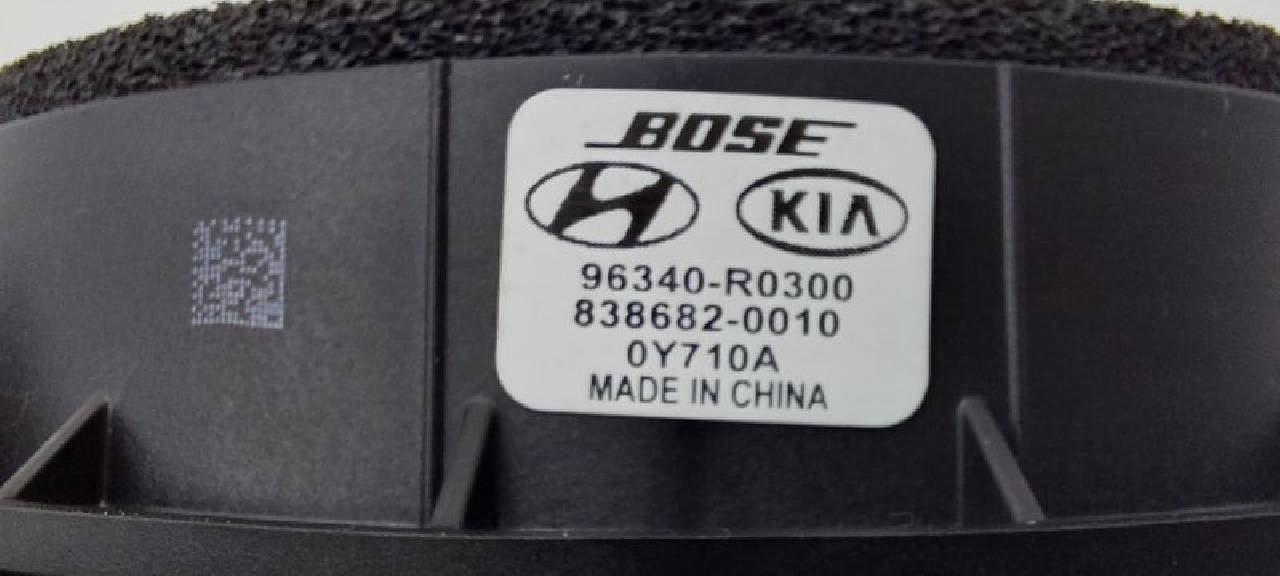 BOSE
KIA
96340-R0300
838682-0010
0Y710A
MADE IN CHINA